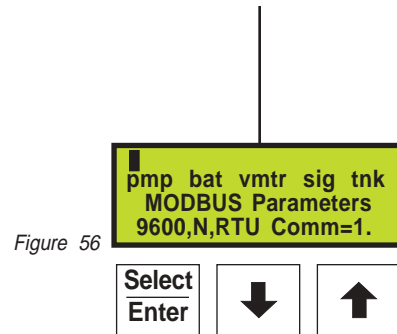 pmp bat vmtr sig tnk
MODBUS Parameters
9600,N,RTU Comm=1.
Figure 56
Select
Enter